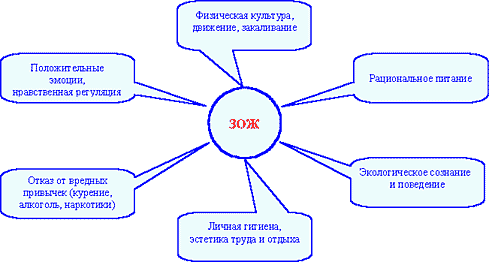 Физическая культура,
движение, закаливание
Положительные
эмоции,
нравственная регуляция
Рациональное питание
ЗОЖ
Отказ от вредных
привычек (курение,
алкоголь, наркотики)
Экологическое сознание
и поведение
Личная гигиена,
эстетика труда и отдыха